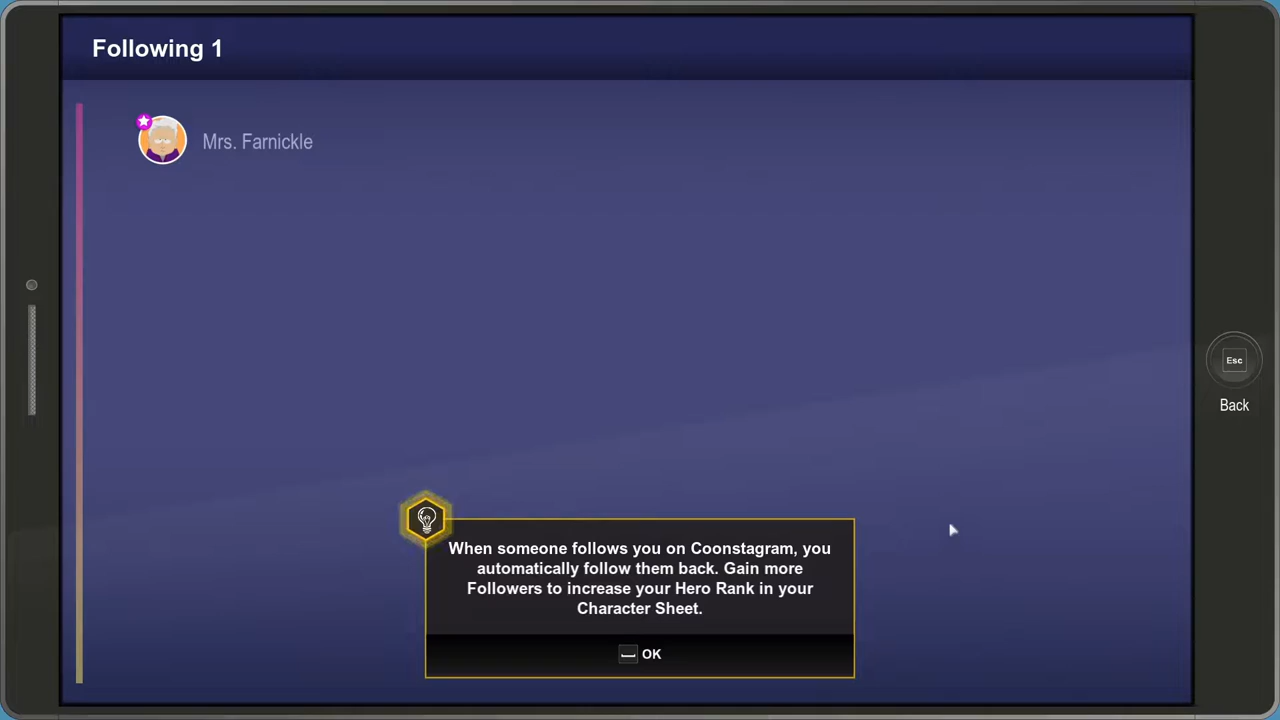 Following 1
Mrs. Farnickle
Esc
Back
When someone follows you on Coonstagram, you
automatically follow them back. Gain more
Followers to increase your Hero Rank in your
Character Sheet.
OK